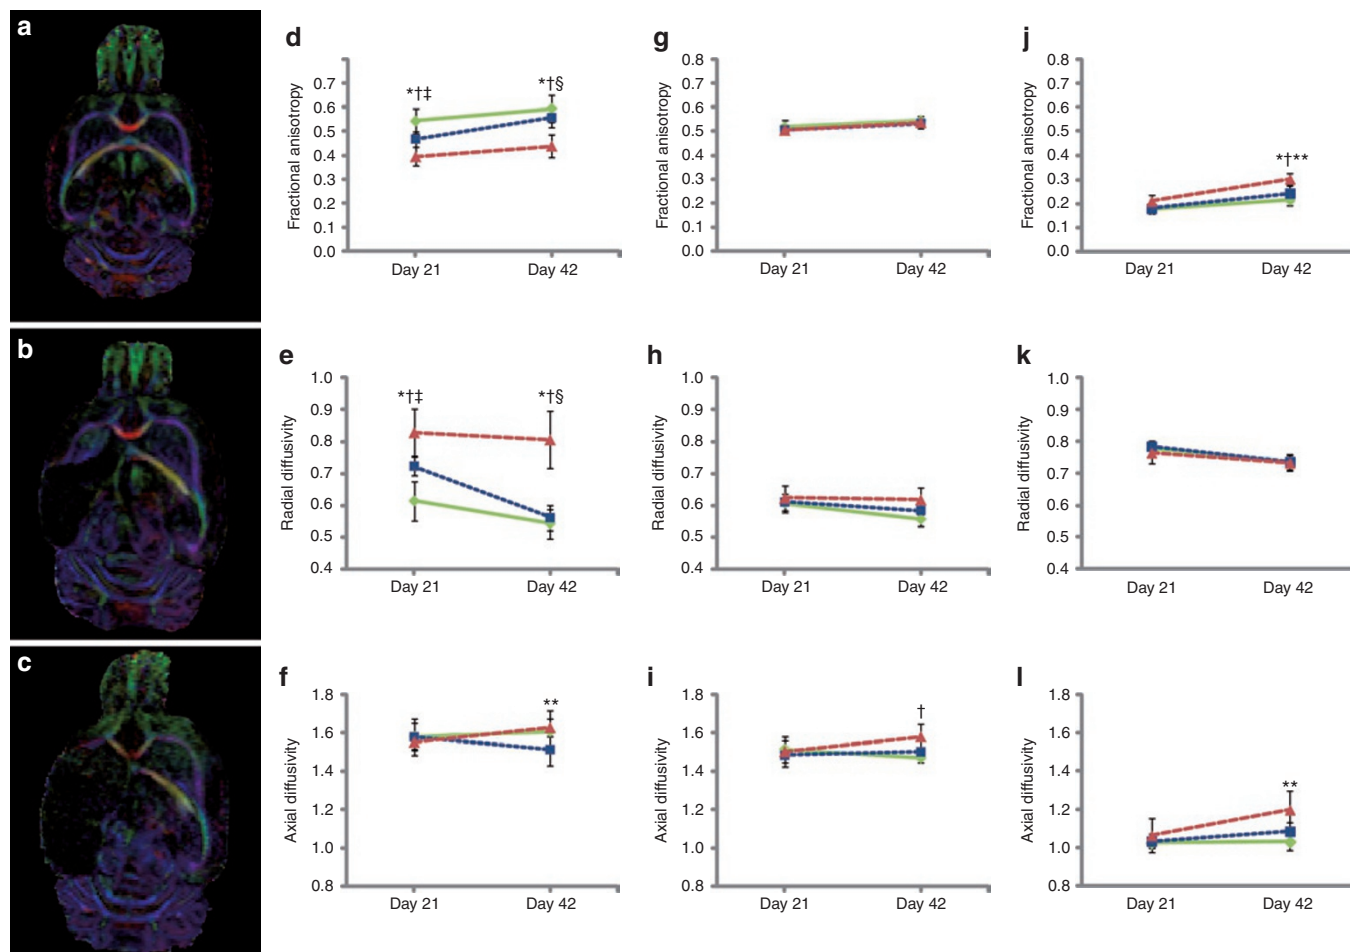 a
b
c
d
Fractional anisotropy
0.7
0.6
0.5
0.4
0.3
0.2
0.1
0.0
*†‡
*†§
Day 21
Day 42
g
Fractional anisotropy
0.8
0.7
0.6
0.5
0.4
0.3
0.2
0.1
0.0
Day 21
Day 42
j
Fractional anisotropy
0.8
0.7
0.6
0.5
0.4
0.3
0.2
0.1
0.0
*†**
Day 21
Day 42
e
Radial diffusivity
1.0
0.9
0.8
0.7
0.6
0.5
0.4
*†‡
*†§
Day 21
Day 42
h
Radial diffusivity
1.0
0.9
0.8
0.7
0.6
0.5
0.4
Day 21
Day 42
k
Radial diffusivity
1.0
0.9
0.8
0.7
0.6
0.5
0.4
Day 21
Day 42
f
Axial diffusivity
1.8
1.6
1.4
1.2
1.0
0.8
**
Day 21
Day 42
i
Axial diffusivity
1.8
1.6
1.4
1.2
1.0
0.8
†
Day 21
Day 42
l
Axial diffusivity
1.8
1.6
1.4
1.2
1.0
0.8
**
Day 21
Day 42